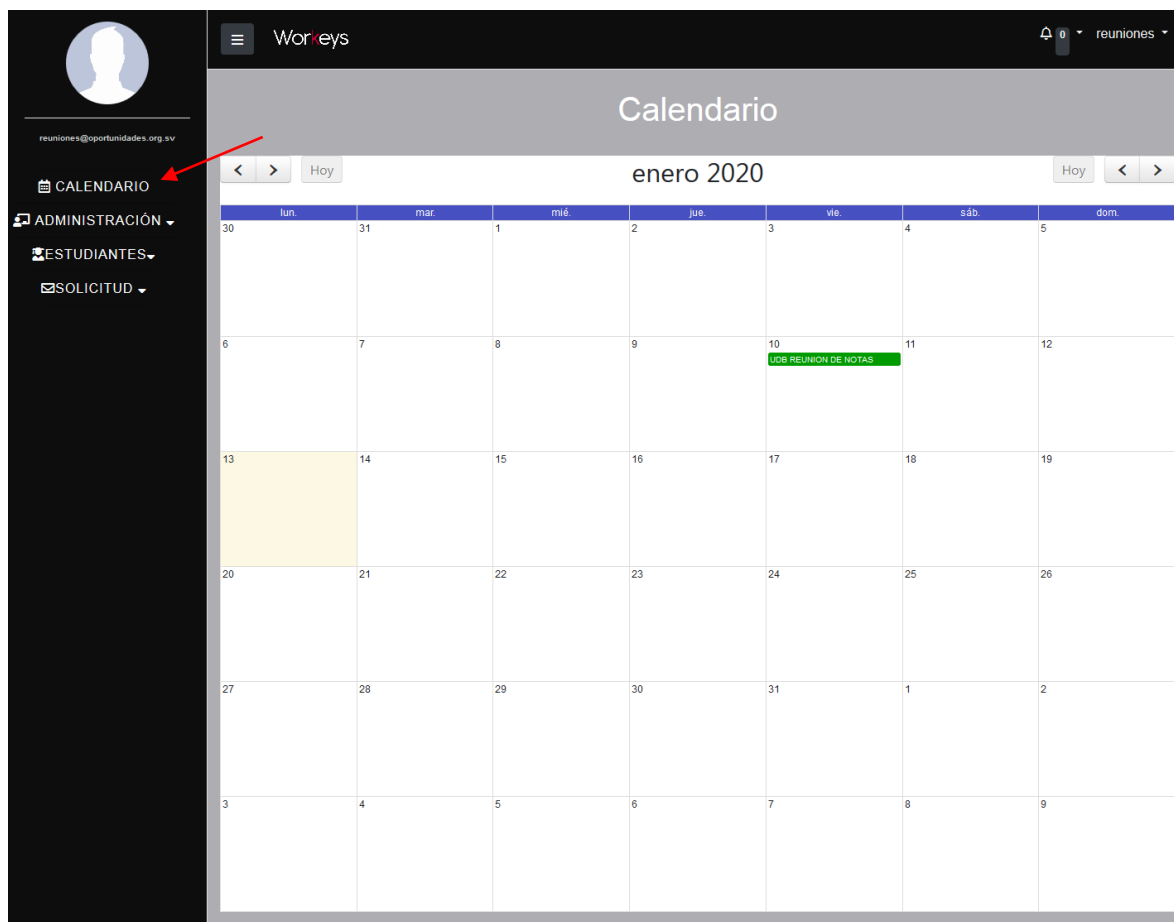 Workeys
0
reuniones
reuniones@oportunidades.org.sv
CALENDARIO
ADMINISTRACIÓN
ESTUDIANTES
SOLICITUD
Calendario
Hoy
enero 2020
Hoy
lun. mar. mié. jue. vie. sáb. dom.
30 31 1 2 3 4 5
6 7 8 9 10 11 12
UDB REUNION DE NOTAS
13 14 15 16 17 18 19
20 21 22 23 24 25 26
27 28 29 30 31 1 2
3 4 5 6 7 8 9